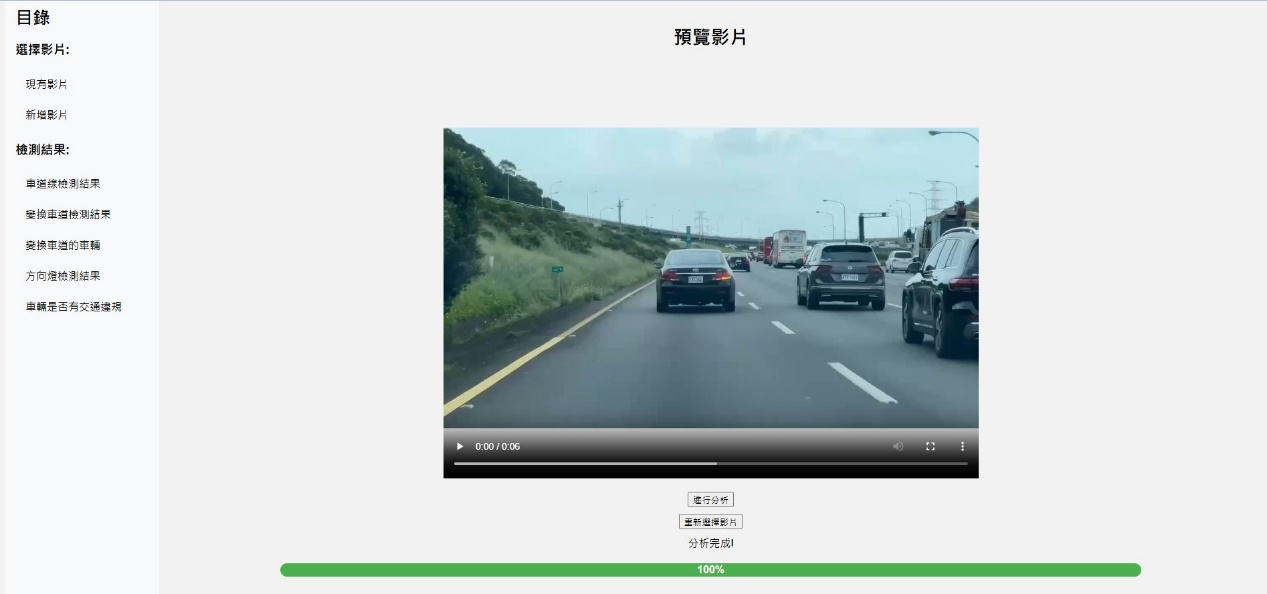 目錄
選擇影片:
現有影片
新增影片
檢測結果:
車道線檢測結果
變換車道檢測結果
變換車道的車輛
方向燈檢測結果
車輛是否有交通違規
預覽影片
0:00 / 0:06
進行分析
重新選擇影片
分析完成!
100%